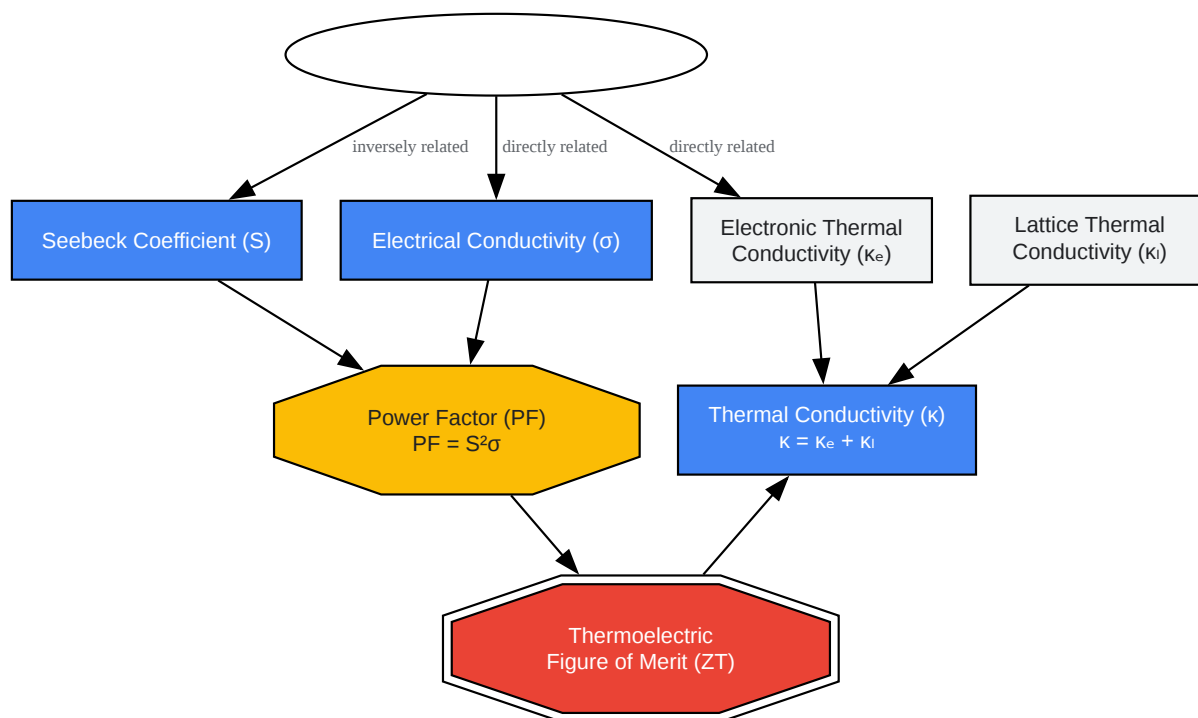 inversely related
directly related
directly related
Seebeck Coefficient (S)
Electrical Conductivity (σ)
Electronic Thermal
Conductivity (κₑ)
Lattice Thermal
Conductivity (κₗ)
Power Factor (PF)
PF = S²σ
Thermal Conductivity (κ)
κ = κₑ + κₗ
Thermoelectric
Figure of Merit (ZT)